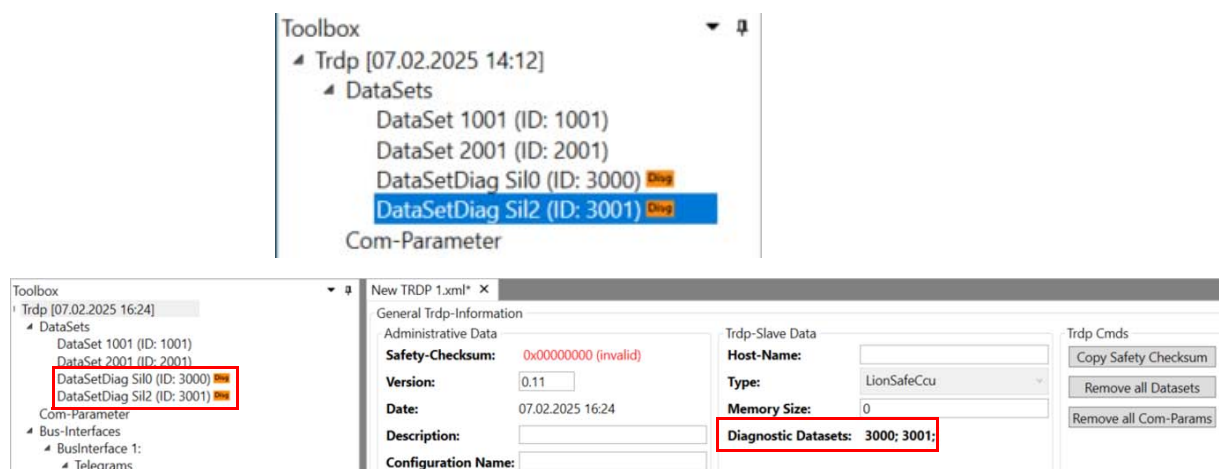 Toolbox
Trdp [07.02.2025 14:12]
DataSets
DataSet 1001 (ID: 1001)
DataSet 2001 (ID: 2001)
DataSetDiag Sil0 (ID: 3000) Diag
DataSetDiag Sil2 (ID: 3001) Diag
Com-Parameter
Toolbox
Trdp [07.02.2025 16:24]
DataSets
DataSet 1001 (ID: 1001)
DataSet 2001 (ID: 2001)
DataSetDiag Sil0 (ID: 3000) Diag
DataSetDiag Sil2 (ID: 3001) Diag
Com-Parameter
Bus-Interfaces
BusInterface 1:
Telegrams
New TRDP 1.xml*
General Trdp-Information
Administrative Data
Safety-Checksum: 0x00000000 (invalid)
Version: 0.11
Date: 07.02.2025 16:24
Description:
Configuration Name:
Trdp-Slave Data
Host-Name:
Type: LionSafeCcu
Memory Size: 0
Diagnostic Datasets: 3000; 3001;
Trdp Cmds
Copy Safety Checksum
Remove all Datasets
Remove all Com-Params